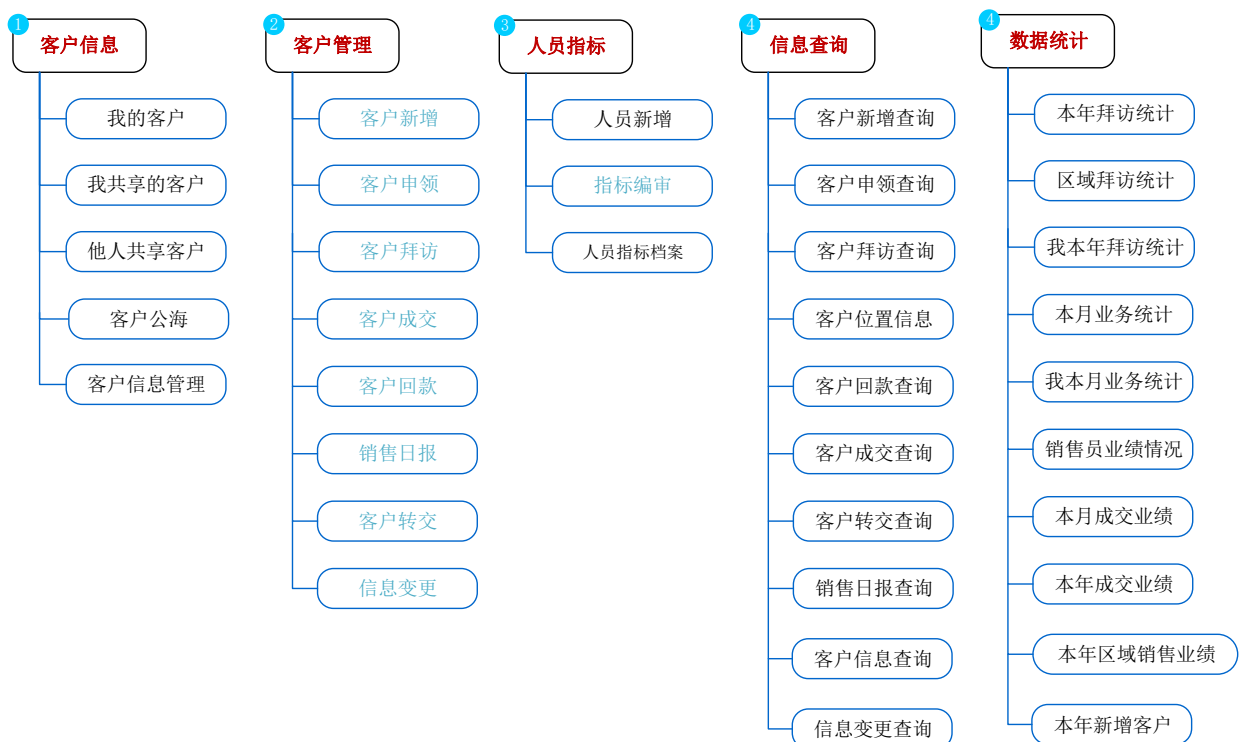 1
客户信息
我的客户
我共享的客户
他人共享客户
客户公海
客户信息管理
2
客户管理
客户新增
客户申领
客户拜访
客户成交
客户回款
销售日报
客户转交
信息变更
3
人员指标
人员新增
指标编审
人员指标档案
4
信息查询
客户新增查询
客户申领查询
客户拜访查询
客户位置信息
客户回款查询
客户成交查询
客户转交查询
销售日报查询
客户信息查询
信息变更查询
4
数据统计
本年拜访统计
区域拜访统计
我本年拜访统计
本月业务统计
我本月业务统计
销售员业绩情况
本月成交业绩
本年成交业绩
本年区域销售业绩
本年新增客户